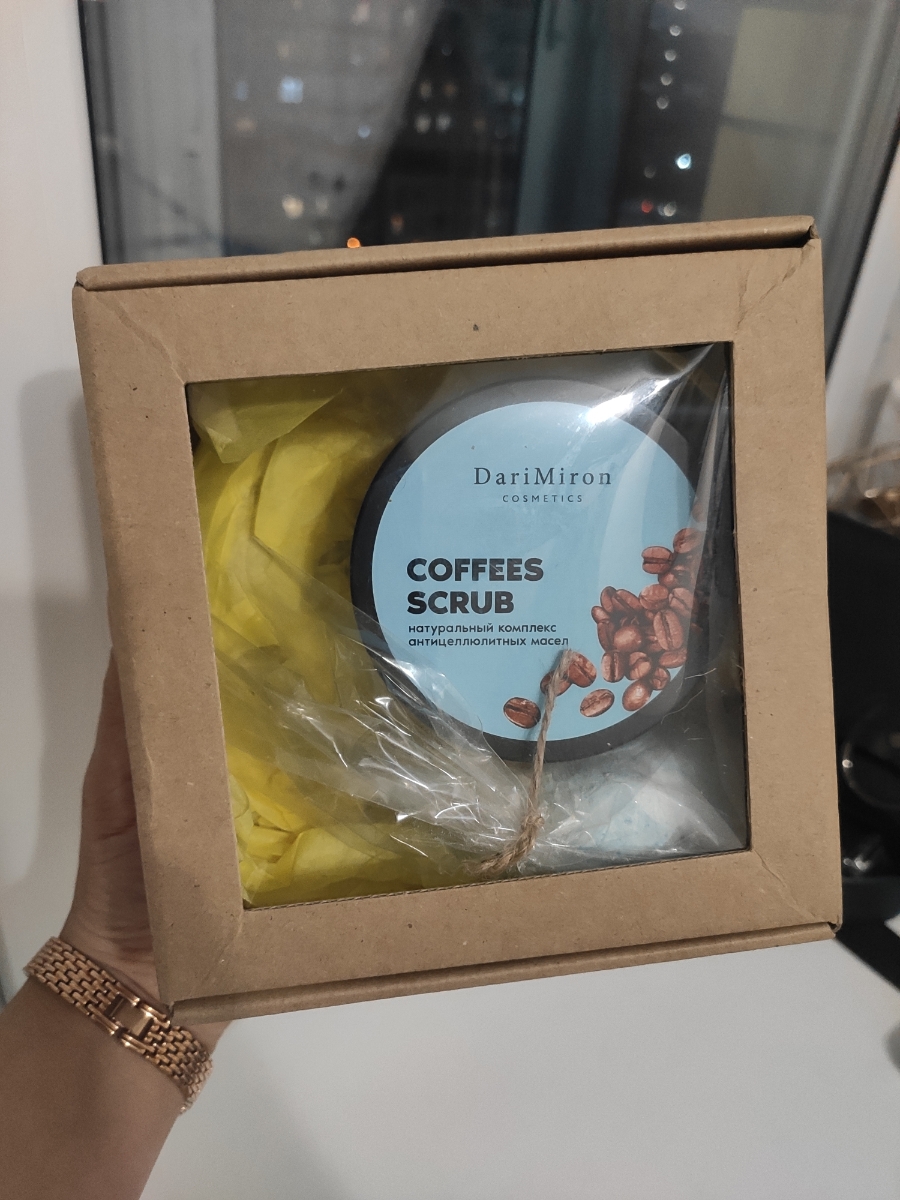 DariMiron
COSMETICS
COFFEES
SCRUB
натуральный комплекс
антицеллюлитных масел